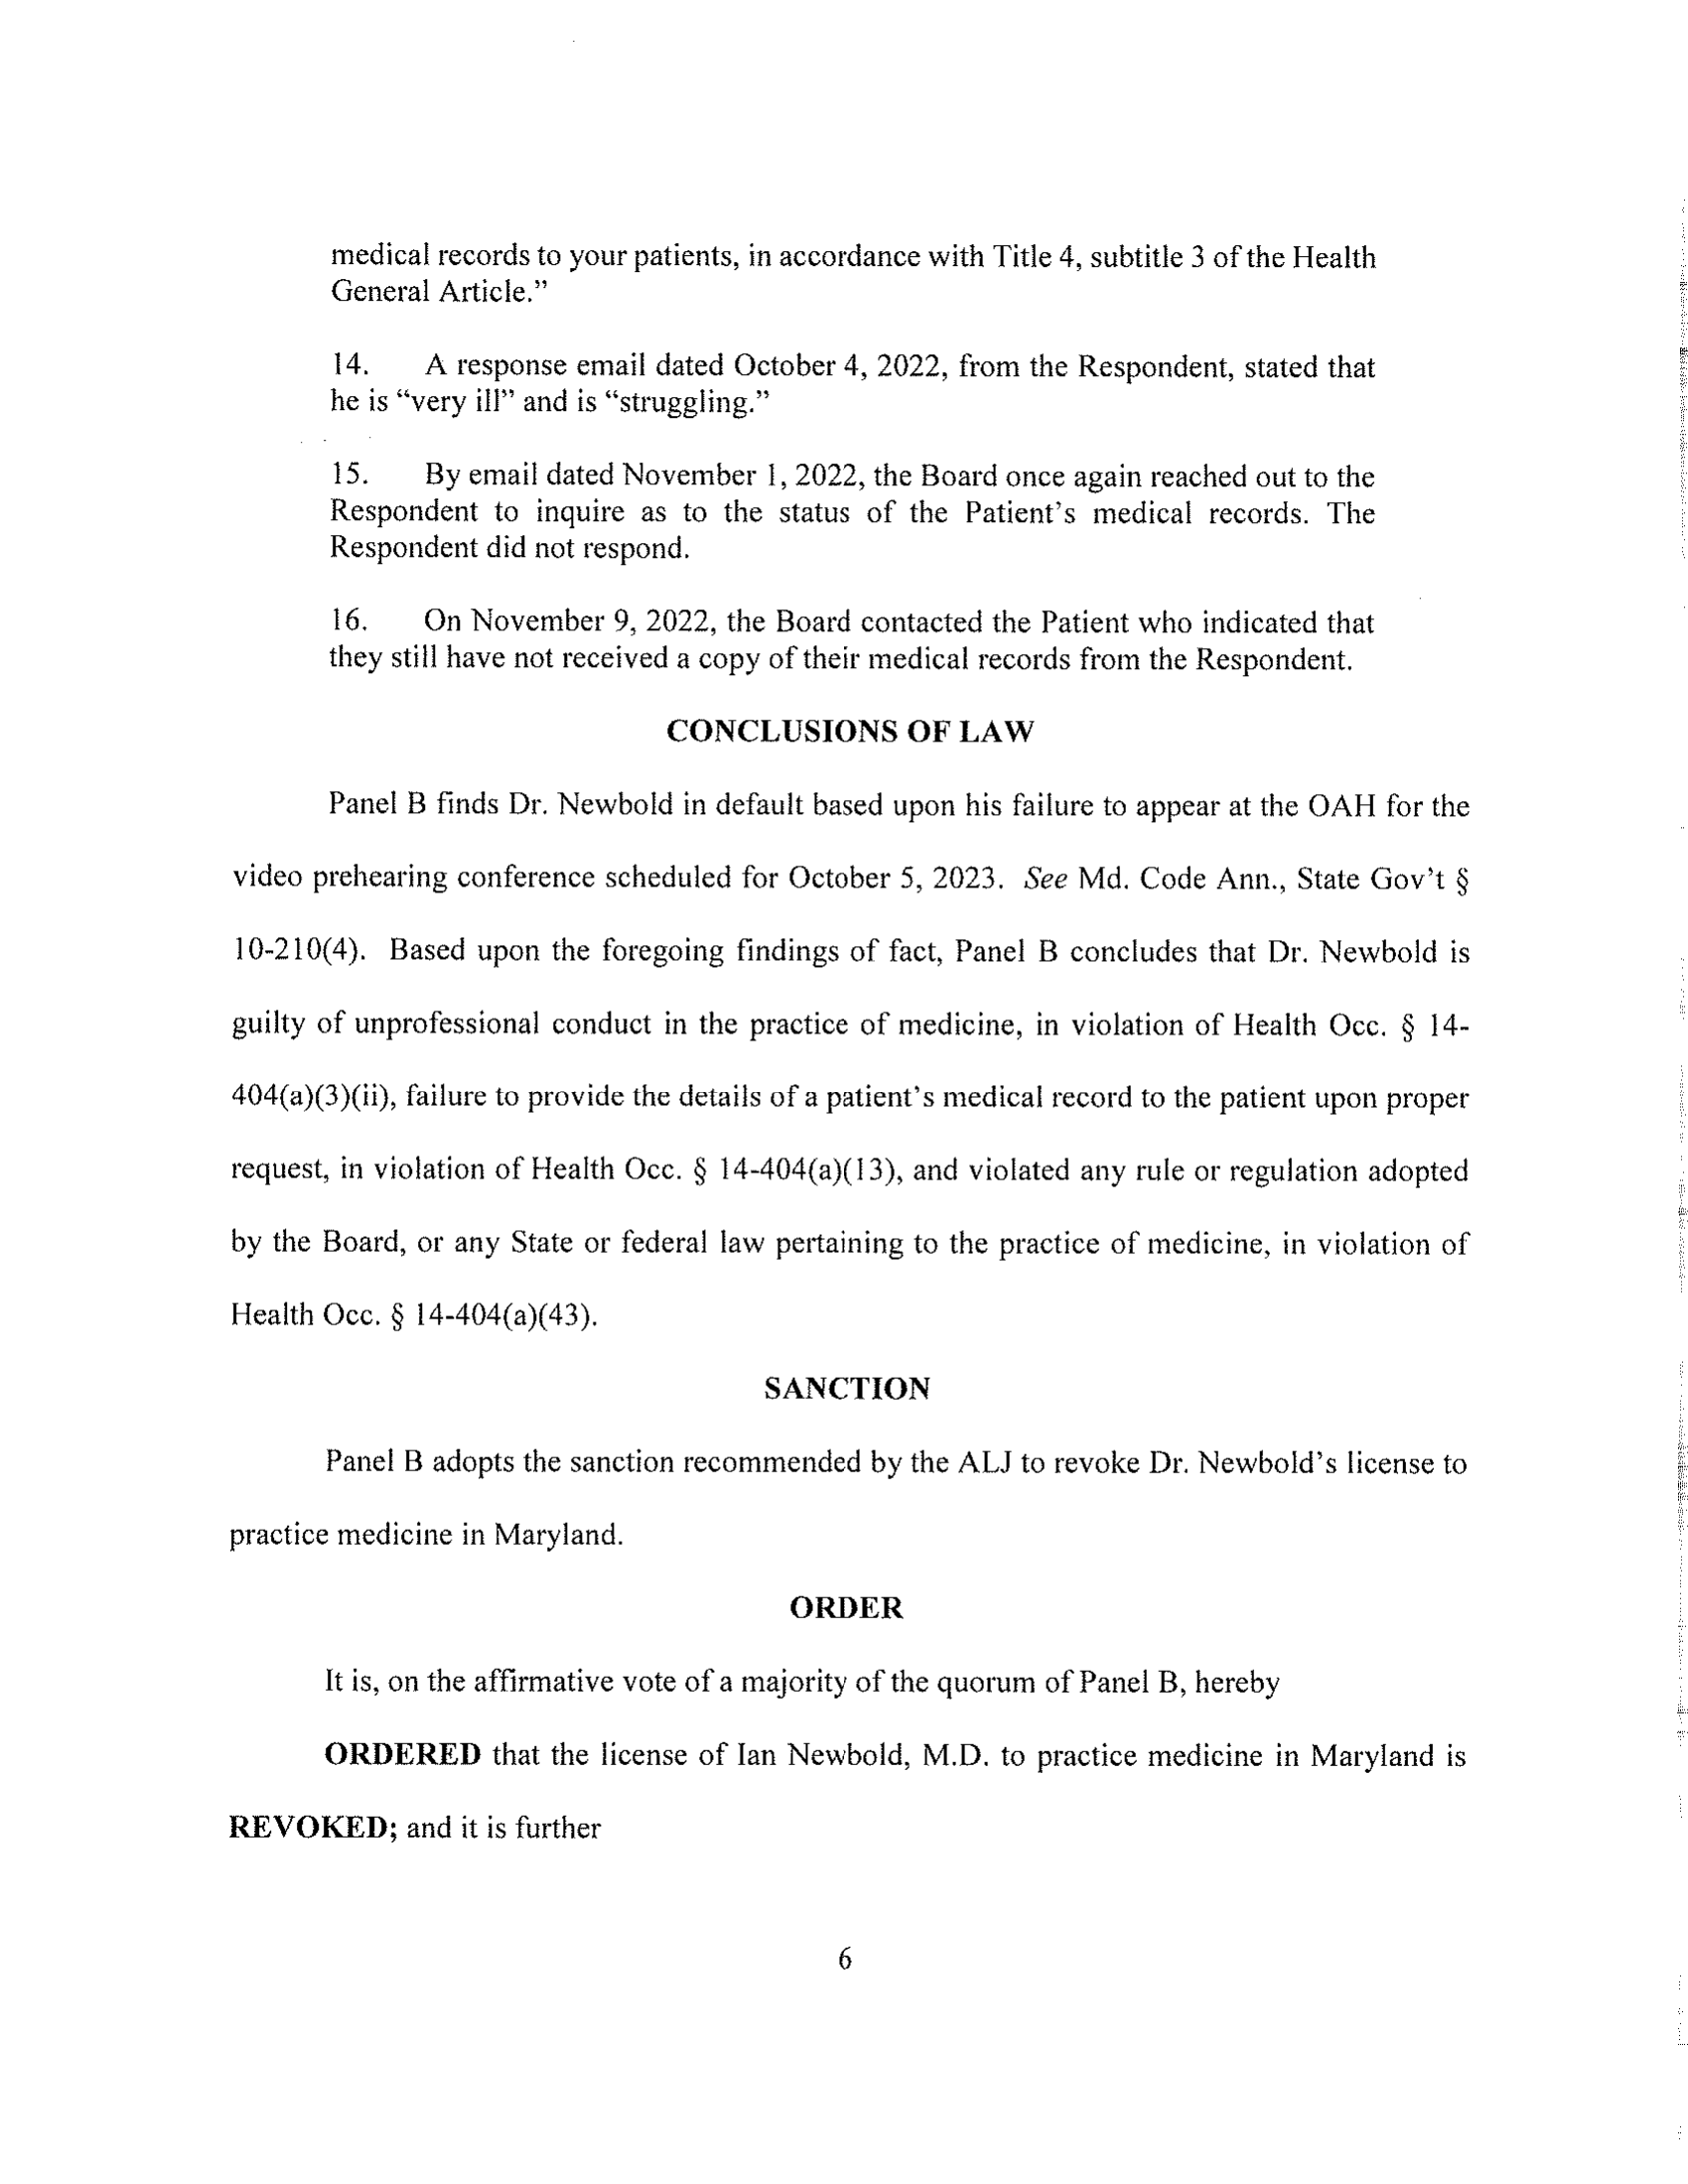 medical records to your patients, in accordance with Title 4, subtitle 3 of the Health
General Article.”
14. A response email dated October 4, 2022, from the Respondent, stated that
he is “very ill” and is “struggling.”
15. By email dated November 1, 2022, the Board once again reached out to the
Respondent to inquire as to the status of the Patient’s medical records. The
Respondent did not respond.
16. On November 9, 2022, the Board contacted the Patient who indicated that
they still have not received a copy of their medical records from the Respondent.
CONCLUSIONS OF LAW
Panel B finds Dr. Newbold in default based upon his failure to appear at the OAH for the
video prehearing conference scheduled for October 5, 2023. See Md. Code Ann., State Gov’t §
10-210(4). Based upon the foregoing findings of fact, Panel B concludes that Dr. Newbold is
guilty of unprofessional conduct in the practice of medicine, in violation of Health Occ. § 14-
404(a)(3)(ii), failure to provide the details of a patient’s medical record to the patient upon proper
request, in violation of Health Occ. § 14-404(a)(13), and violated any rule or regulation adopted
by the Board, or any State or federal law pertaining to the practice of medicine, in violation of
Health Occ. § 14-404(a)(43).
SANCTION
Panel B adopts the sanction recommended by the ALJ to revoke Dr. Newbold’s license to
practice medicine in Maryland.
ORDER
It is, on the affirmative vote of a majority of the quorum of Panel B, hereby
ORDERED that the license of Ian Newbold, M.D. to practice medicine in Maryland is
REVOKED; and it is further
6